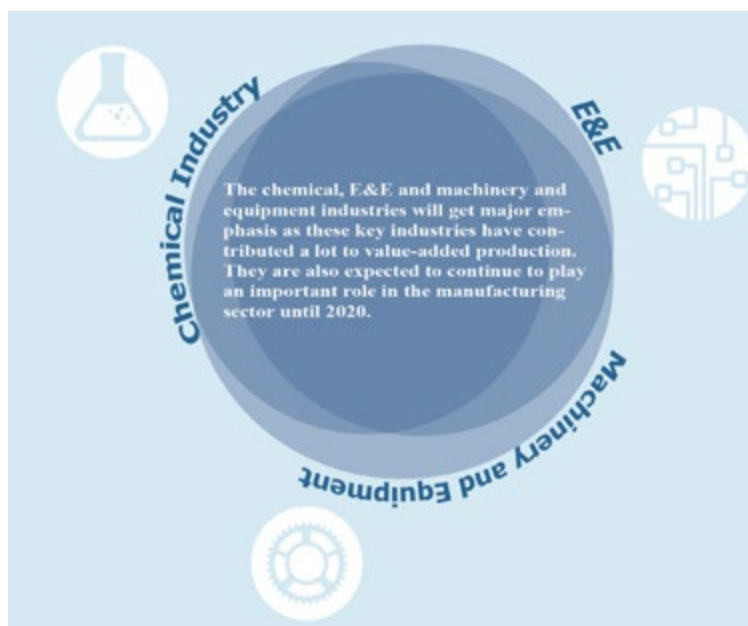 Chemical Industry
E&E
The chemical, E&E and machinery and
equipment industries will get major em-
phasis as these key industries have con-
tributed a lot to value-added production.
They are also expected to continue to play
an important role in the manufacturing
sector until 2020.
Machinery and Equipment